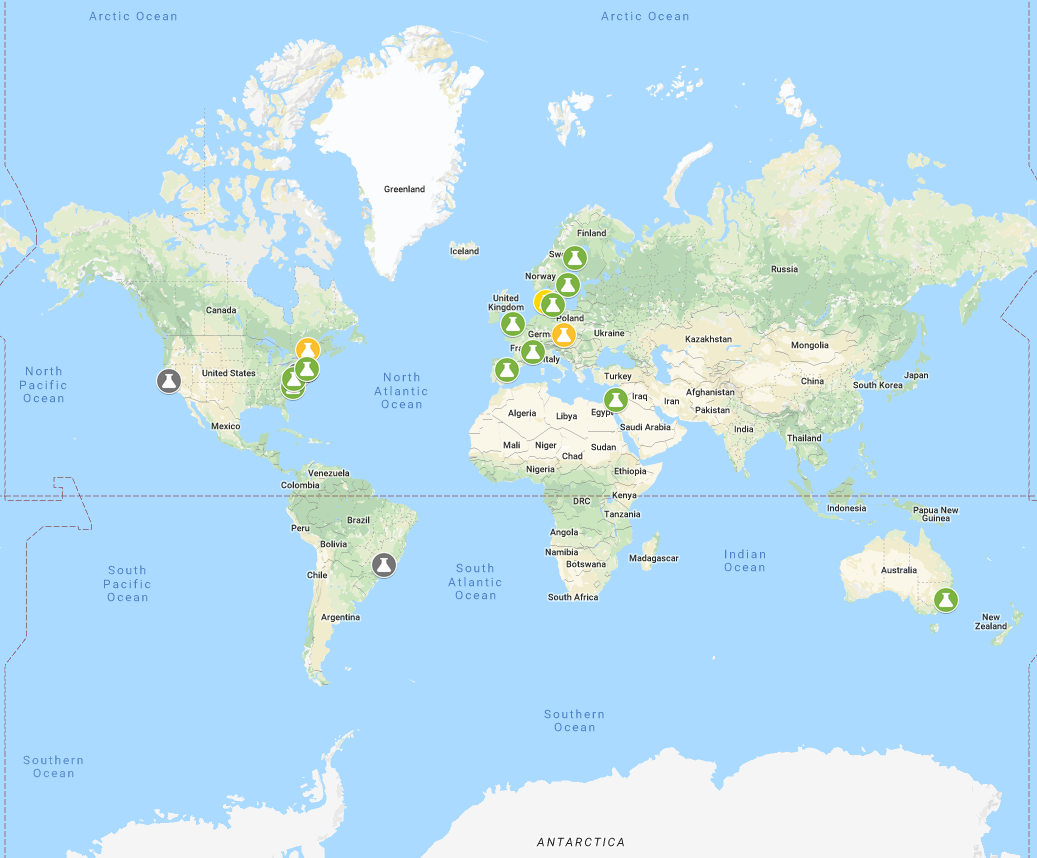 Arctic Ocean
Arctic Ocean
Greenland
Iceland
Finland
Sw
Norway
Russia
United
Kingdom
Canada
Poland
Germ
Ukraine
Fra
Italy
Kazakhstan
Mongolia
United States
North
Pacific
Ocean
North
Atlantic
Ocean
Turkey
China
South Korea
Japan
Iraq
Iran
Afghanistan
Pakistan
Algeria
Libya
Egypt
Saudi Arabia
India
Mexico
Mali
Niger
Chad
Sudan
Thailand
Venezuela
Colombia
Nigeria
Ethiopia
DRC
Kenya
Tanzania
Indonesia
Papua New
Guinea
Peru
Brazil
Bolivia
Angola
Namibia
Botswana
Madagascar
Indian
Ocean
Australia
South
Pacific
Ocean
South
Atlantic
Ocean
Chile
South Africa
Argentina
New
Zealand
Southern
Ocean
Southern
Ocean
ANTARCTICA